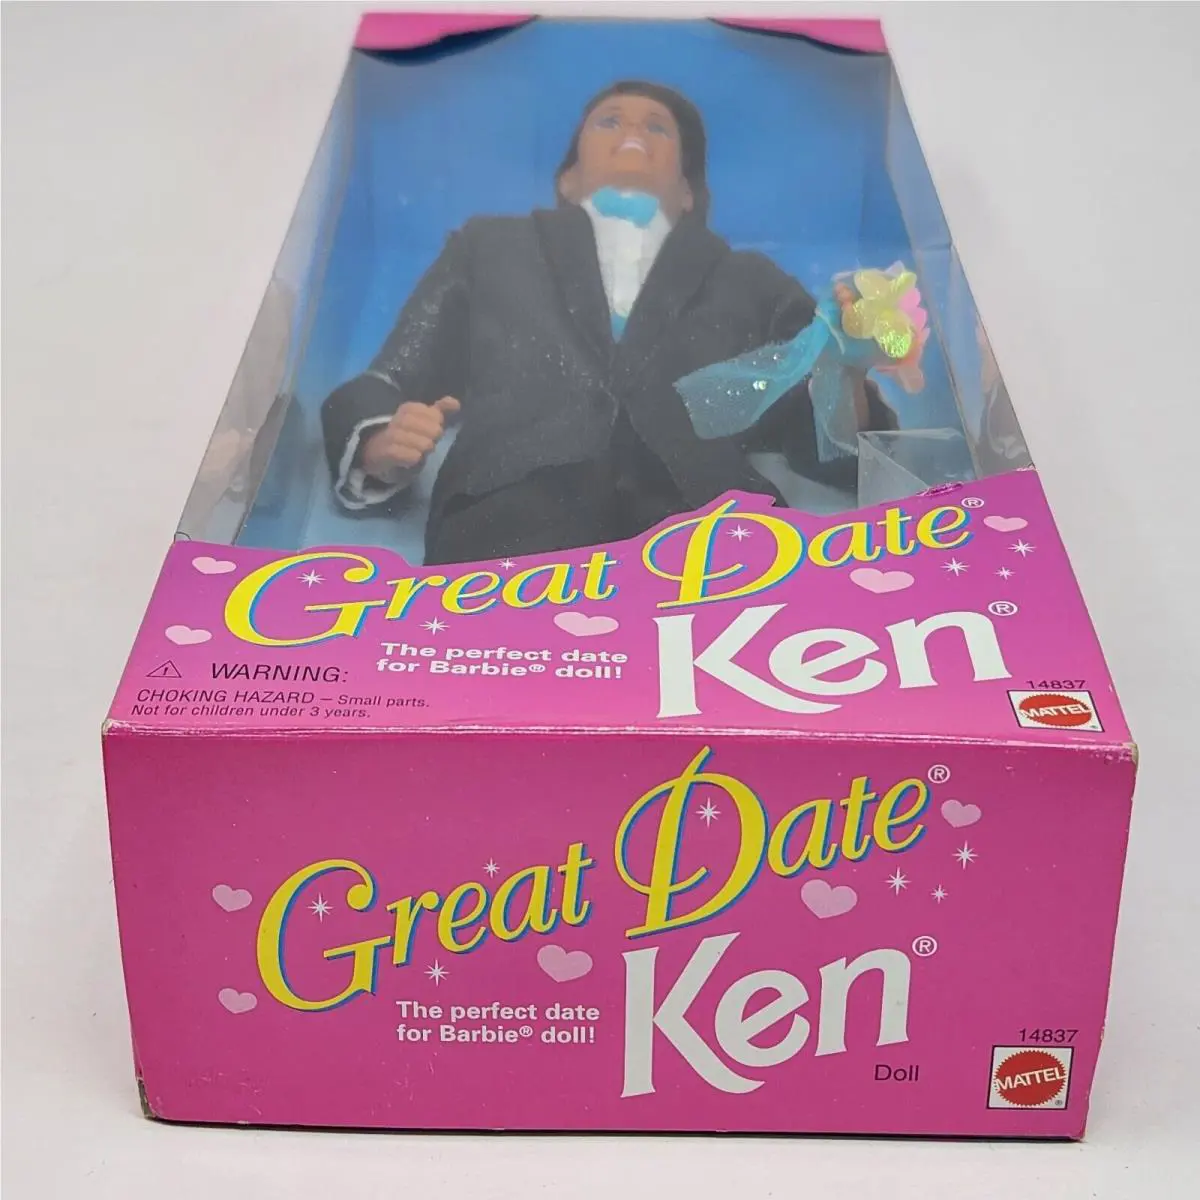 Great Date®
Ken®
The perfect date
for Barbie® doll!
⚠ WARNING:
CHOKING HAZARD – Small parts.
Not for children under 3 years.
14837
MATTEL®
Great Date®
Ken®
The perfect date
for Barbie® doll!
Doll
14837
MATTEL®